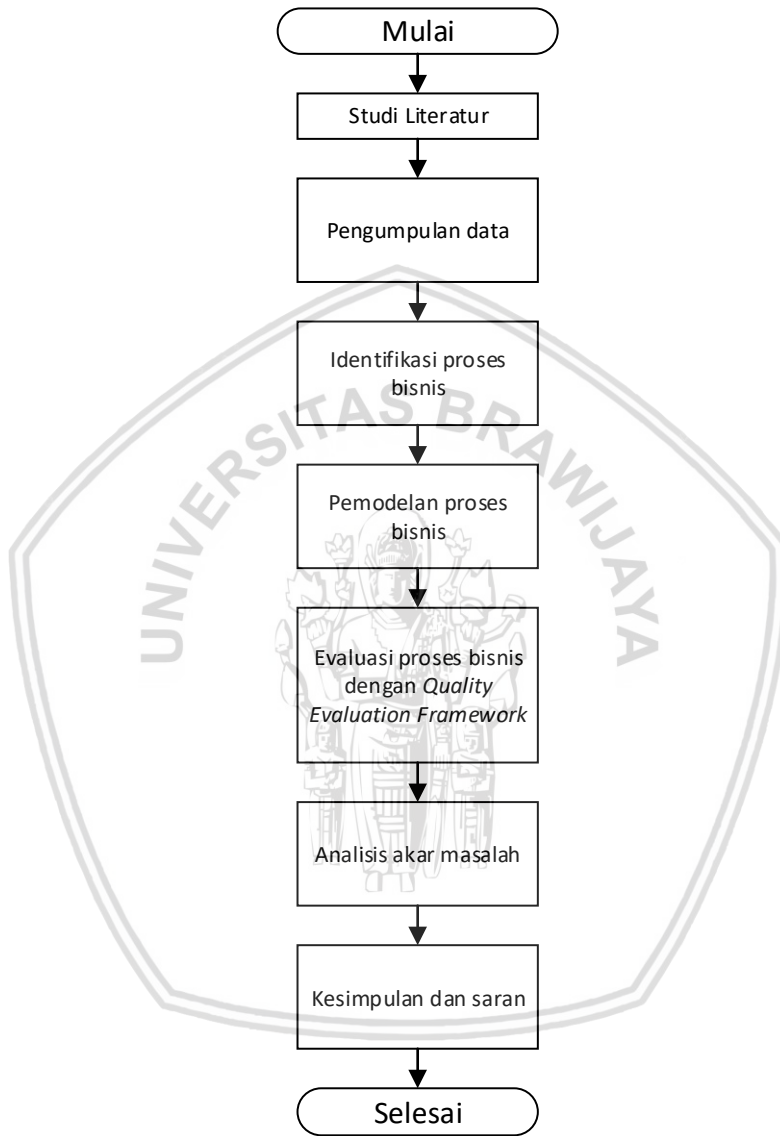 Mulai
Studi Literatur
Pengumpulan data
Identifikasi proses
bisnis
UNIVERSITAS BRAWIJAYA
Pemodelan proses
bisnis
Evaluasi proses bisnis
dengan Quality
Evaluation Framework
Analisis akar masalah
Kesimpulan dan saran
Selesai